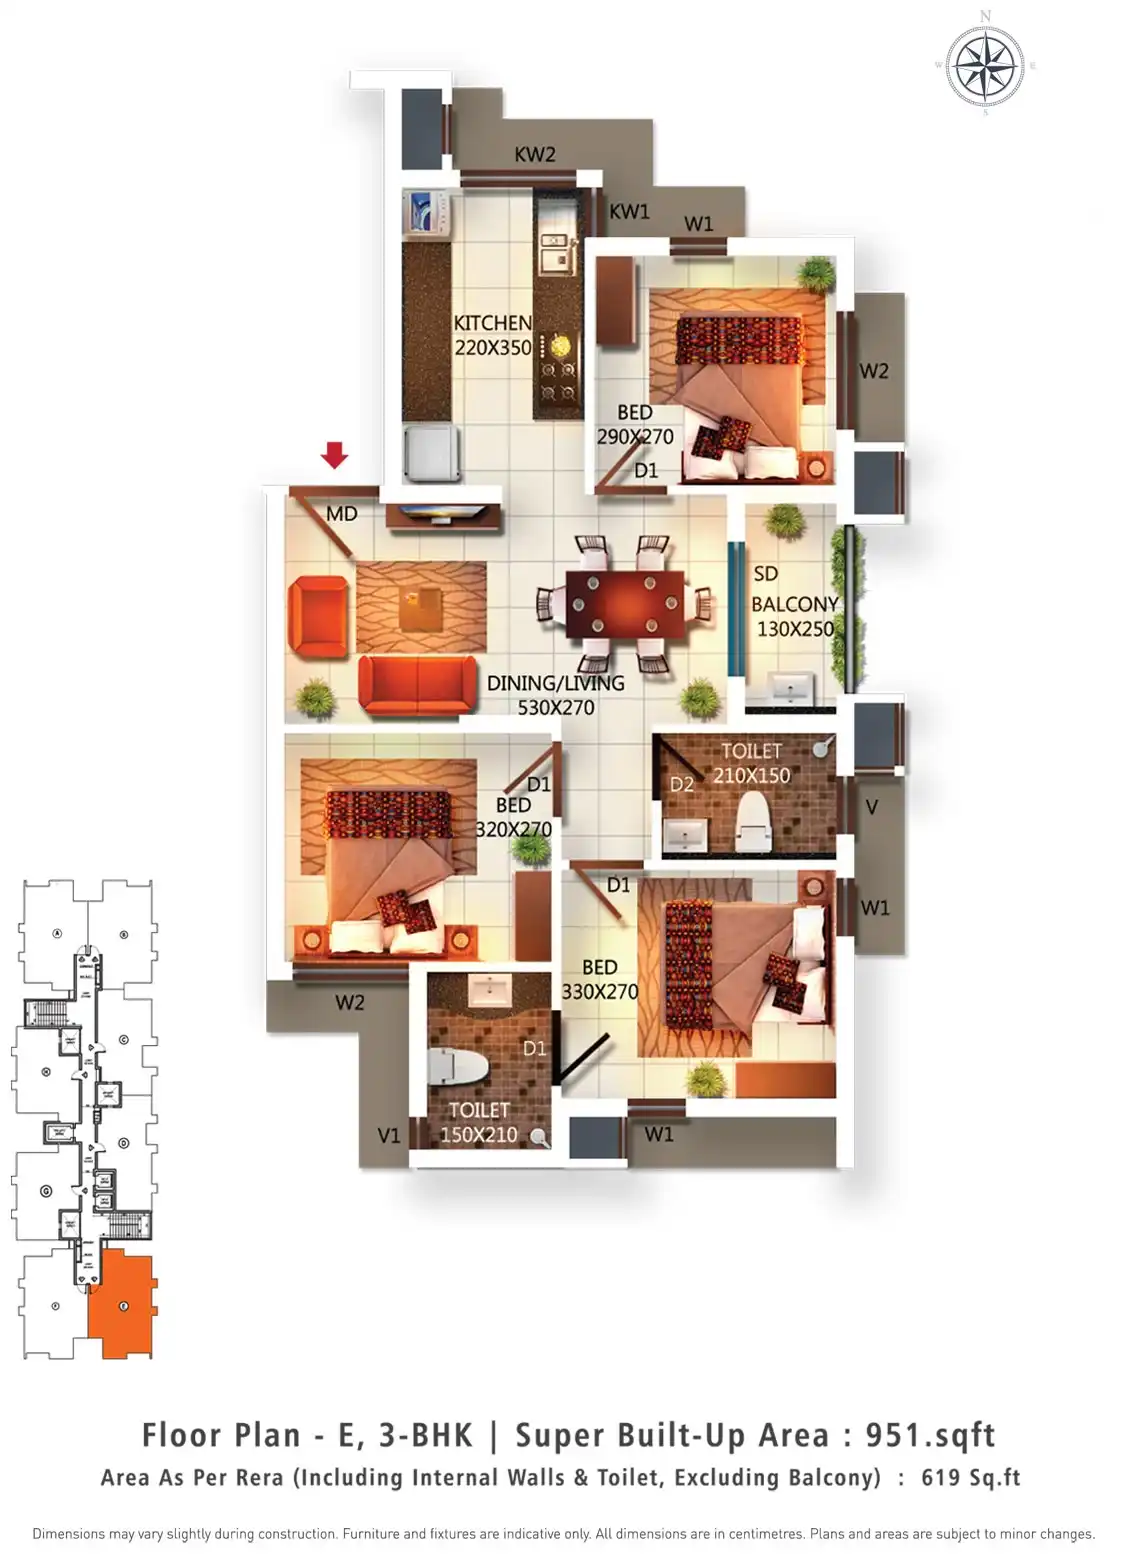 N
W
E
S
KW2
KW1
W1
KITCHEN
220X350
W2
BED
290X270
D1
MD
SD
BALCONY
130X250
DINING/LIVING
530X270
TOILET
210X150
D2
D1
BED
320X270
V
D1
W1
BED
330X270
W2
D1
TOILET
150X210
V1
W1
A
B
C
D
G
F
E
Floor Plan - E, 3-BHK | Super Built-Up Area : 951.sqft
Area As Per Rera (Including Internal Walls & Toilet, Excluding Balcony) : 619 Sq.ft
Dimensions may vary slightly during construction. Furniture and fixtures are indicative only. All dimensions are in centimetres. Plans and areas are subject to minor changes.